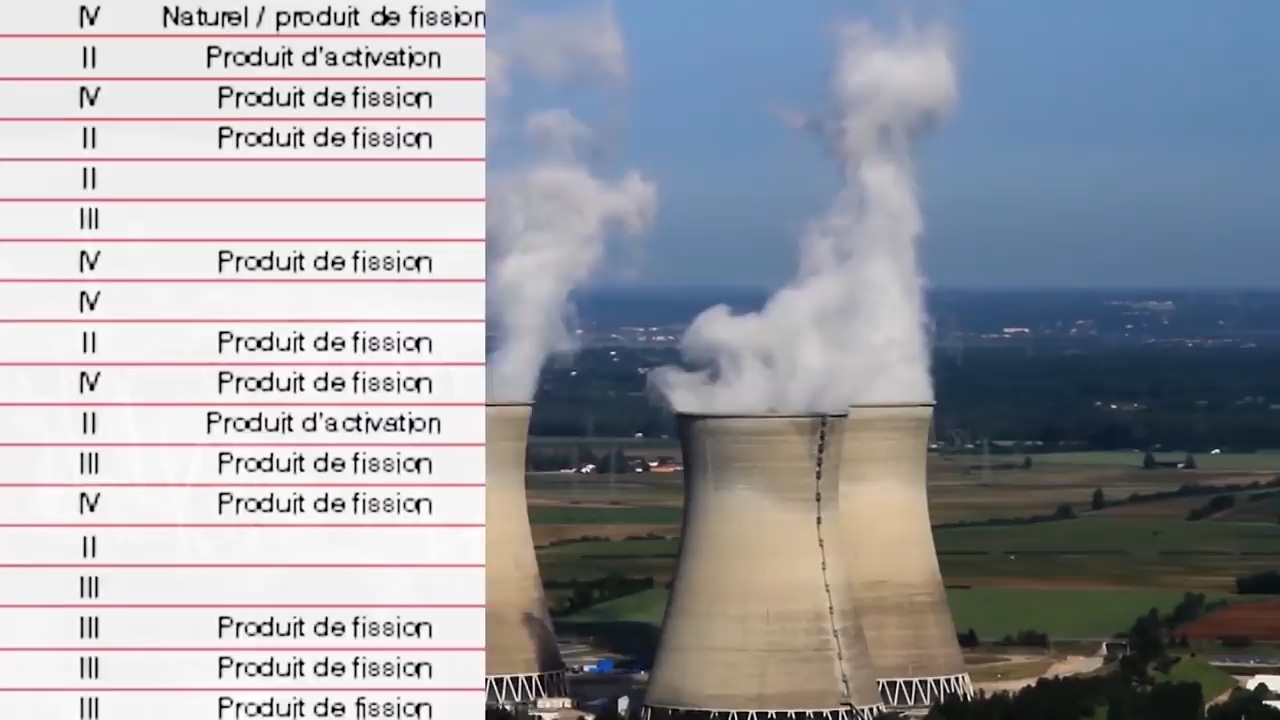 IV Naturel / produit de fission
II Produit d'activation
IV Produit de fission
II Produit de fission
II
III
IV Produit de fission
IV
II Produit de fission
IV Produit de fission
II Produit d'activation
III Produit de fission
IV Produit de fission
II
III
III Produit de fission
III Produit de fission
III Produit de fission